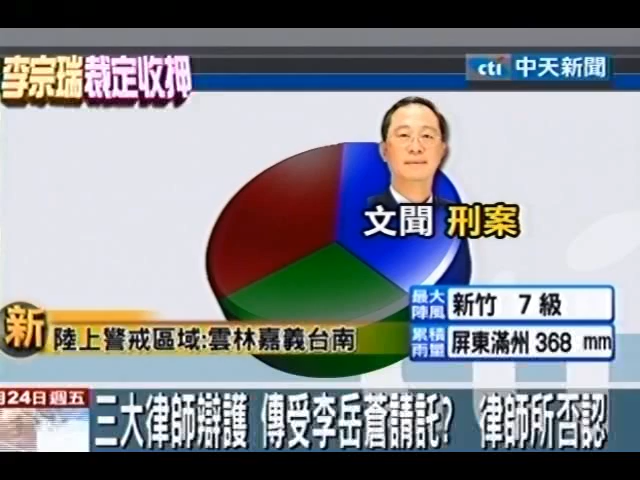 李宗瑞裁定收押
cti 中天新聞
文聞 刑案
最大陣風 新竹 7 級
累積雨量 屏東滿州 368 mm
新 陸上警戒區域:雲林嘉義台南
月24日週五
三大律師辯護 傳受李岳蒼請託? 律師所否認